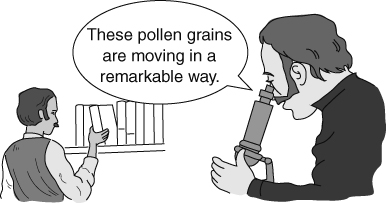 These pollen grains
are moving in a
remarkable way.